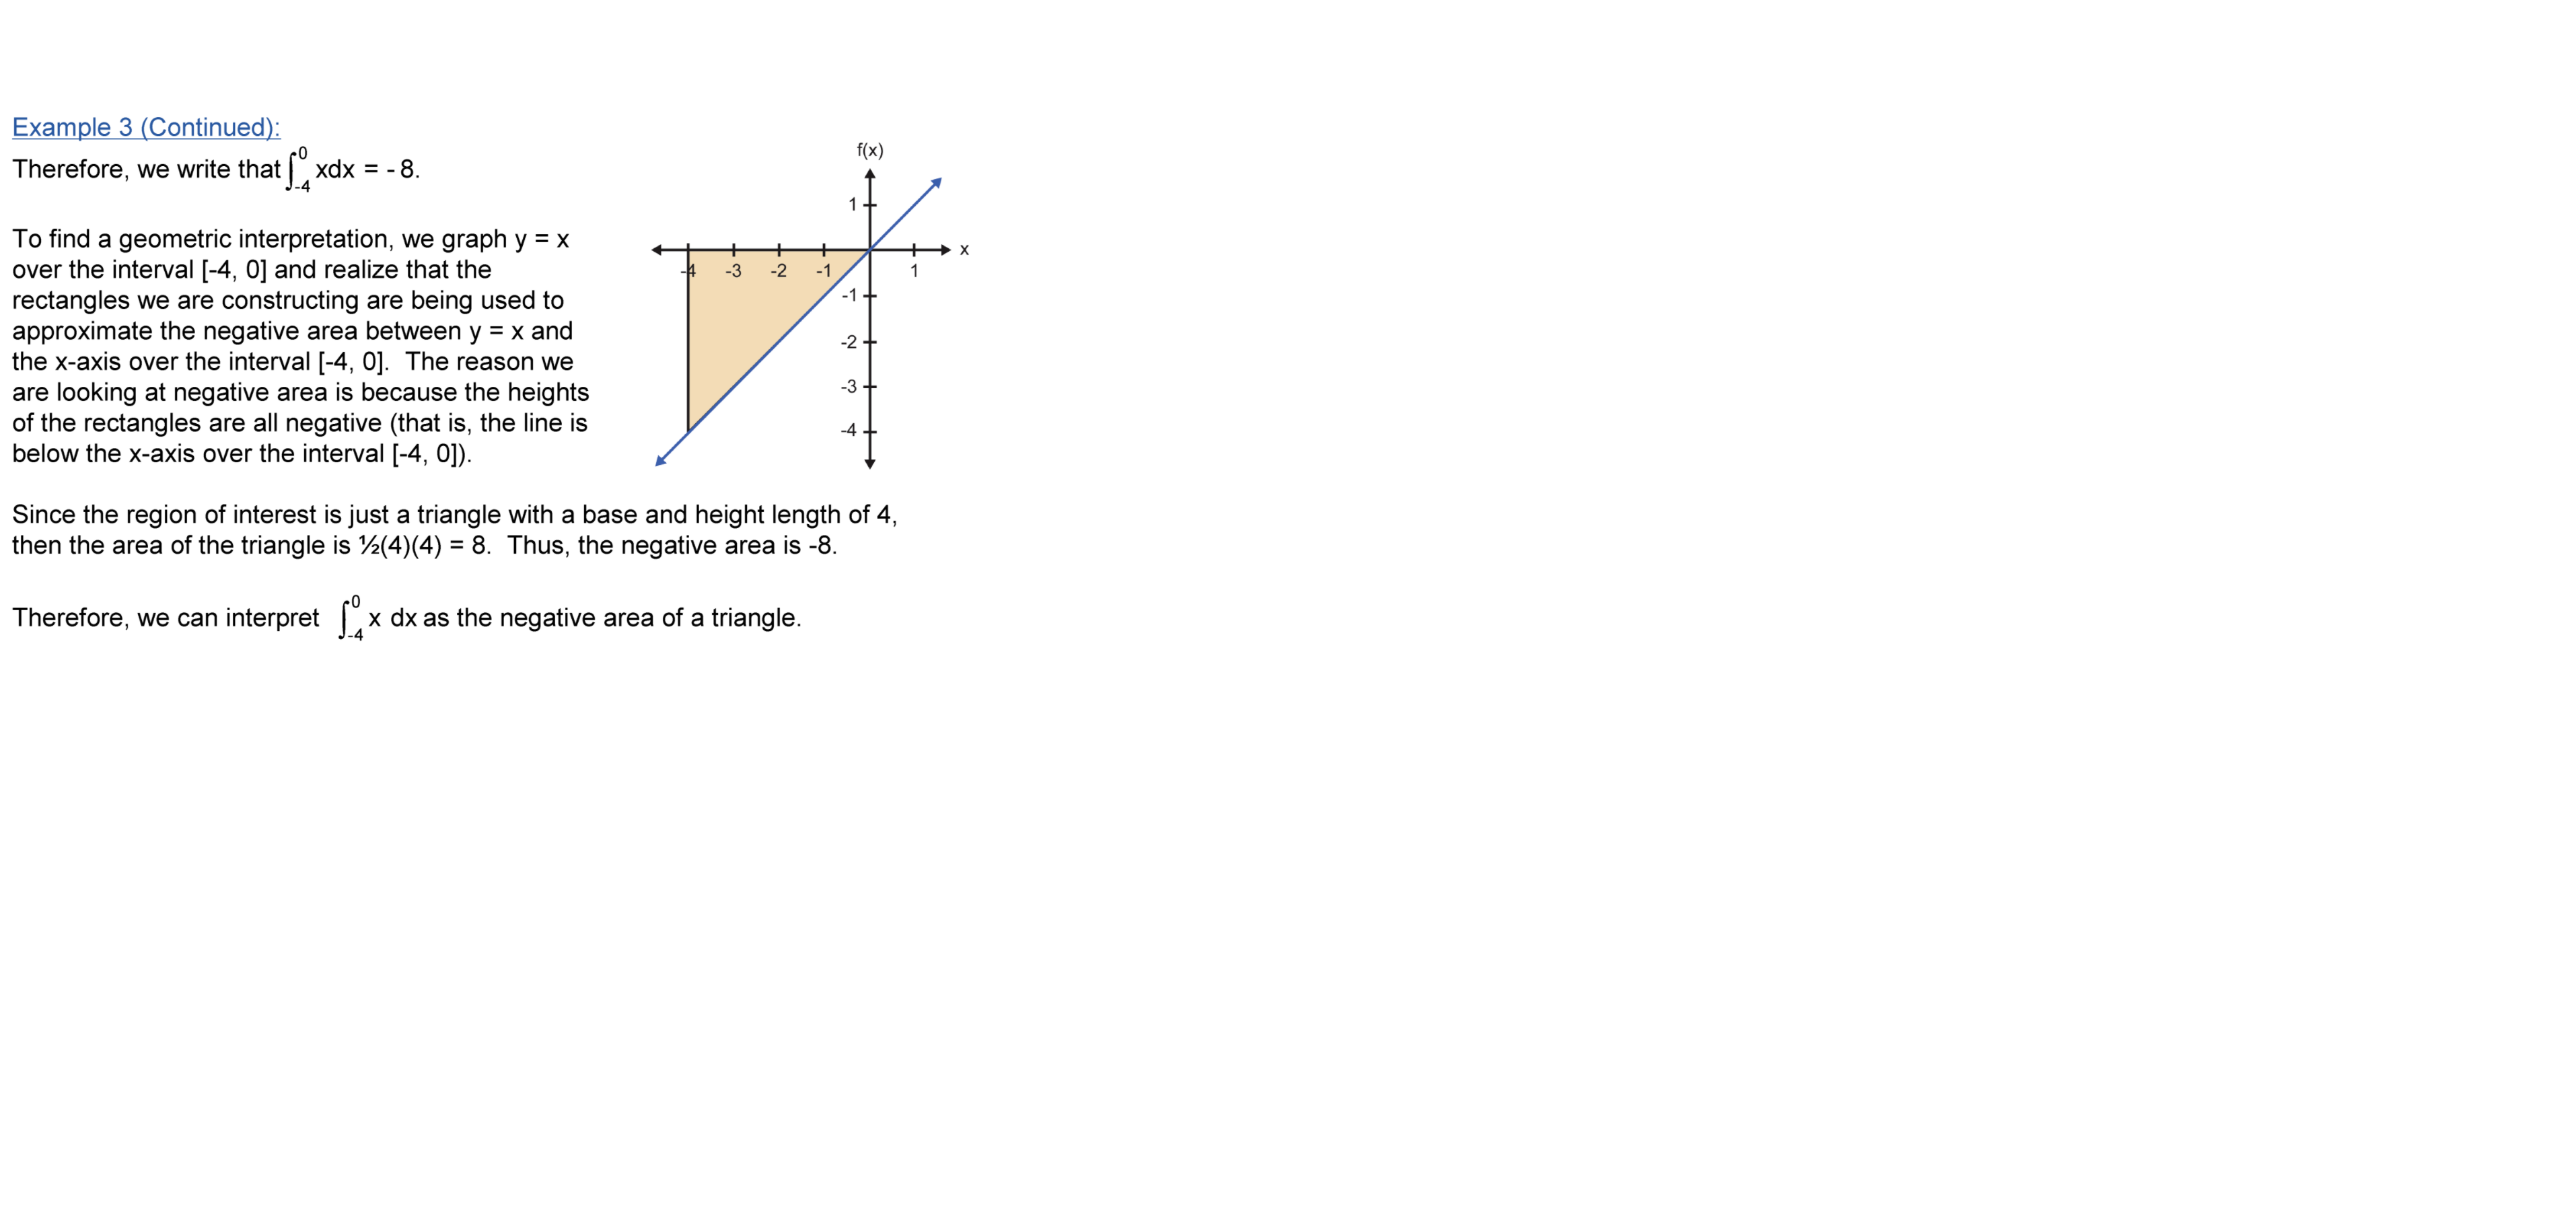 Example 3 (Continued):
Therefore, we write that ∫₋₄⁰ xdx = - 8.
To find a geometric interpretation, we graph y = x
over the interval [-4, 0] and realize that the
rectangles we are constructing are being used to
approximate the negative area between y = x and
the x-axis over the interval [-4, 0].  The reason we
are looking at negative area is because the heights
of the rectangles are all negative (that is, the line is
below the x-axis over the interval [-4, 0]).
f(x)
1
x
-4 -3 -2 -1 1
-1
-2
-3
-4
Since the region of interest is just a triangle with a base and height length of 4,
then the area of the triangle is ½(4)(4) = 8.  Thus, the negative area is -8.
Therefore, we can interpret ∫₋₄⁰ x dx as the negative area of a triangle.